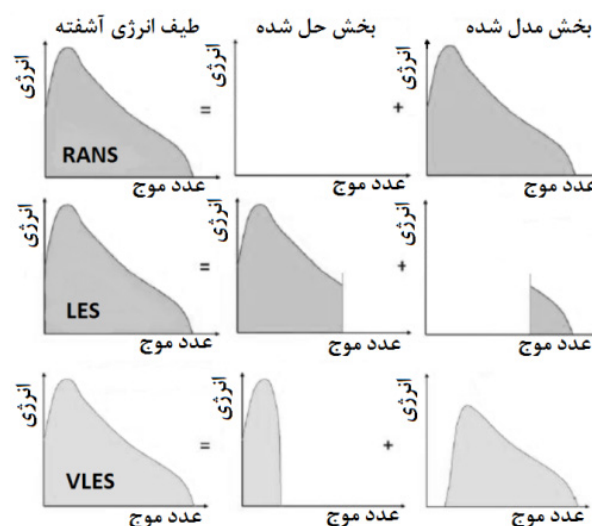 طیف انرژی آشفته بخش حل شده بخش مدل شده
انرژی
=
انرژی
+
انرژی
RANS
عدد موج عدد موج عدد موج
انرژی
=
انرژی
+
انرژی
LES
عدد موج عدد موج عدد موج
انرژی
=
انرژی
+
انرژی
VLES
عدد موج عدد موج عدد موج